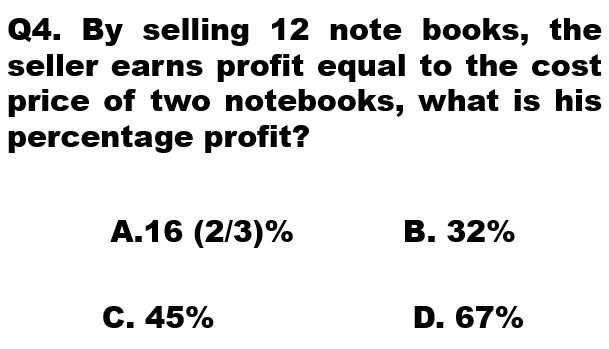 Q4. By selling 12 note books, the
seller earns profit equal to the cost
price of two notebooks, what is his
percentage profit?
A.16 (2/3)% B. 32%
C. 45% D. 67%